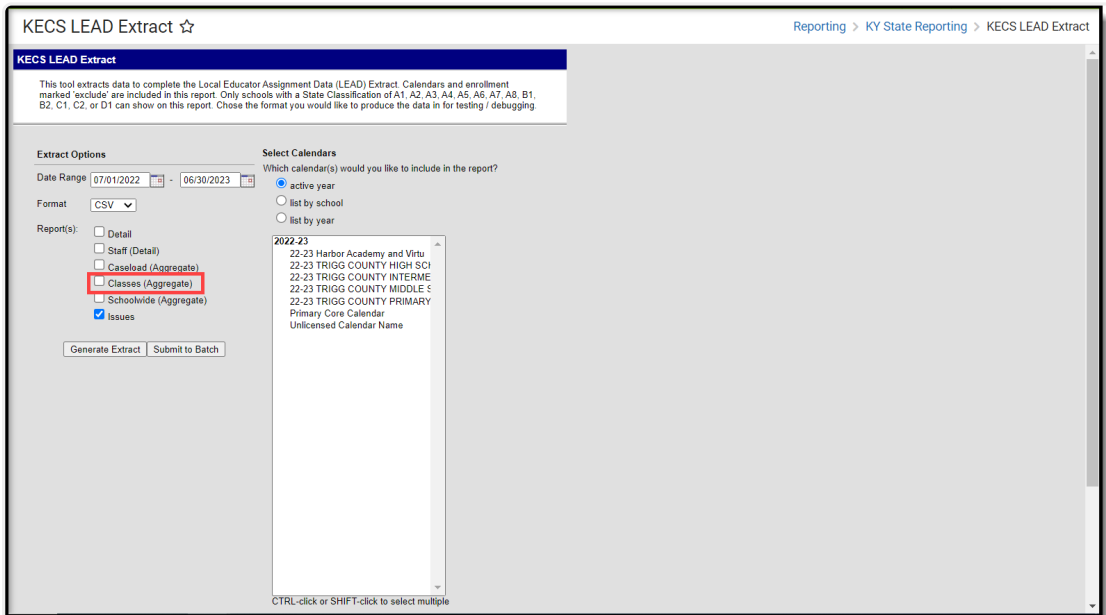 KECS LEAD Extract ☆
Reporting > KY State Reporting > KECS LEAD Extract
KECS LEAD Extract
This tool extracts data to complete the Local Educator Assignment Data (LEAD) Extract. Calendars and enrollment
marked 'exclude' are included in this report. Only schools with a State Classification of A1, A2, A3, A4, A5, A6, A7, A8, B1,
B2, C1, C2, or D1 can show on this report. Chose the format you would like to produce the data in for testing / debugging.
Extract Options
Date Range 07/01/2022 - 06/30/2023
Format CSV
Report(s):
Detail
Staff (Detail)
Caseload (Aggregate)
Classes (Aggregate)
Schoolwide (Aggregate)
Issues
Generate Extract Submit to Batch
Select Calendars
Which calendar(s) would you like to include in the report?
active year
list by school
list by year
2022-23
22-23 Harbor Academy and Virtu
22-23 TRIGG COUNTY HIGH SCH
22-23 TRIGG COUNTY INTERME
22-23 TRIGG COUNTY MIDDLE S
22-23 TRIGG COUNTY PRIMARY
Primary Core Calendar
Unlicensed Calendar Name
CTRL-click or SHIFT-click to select multiple